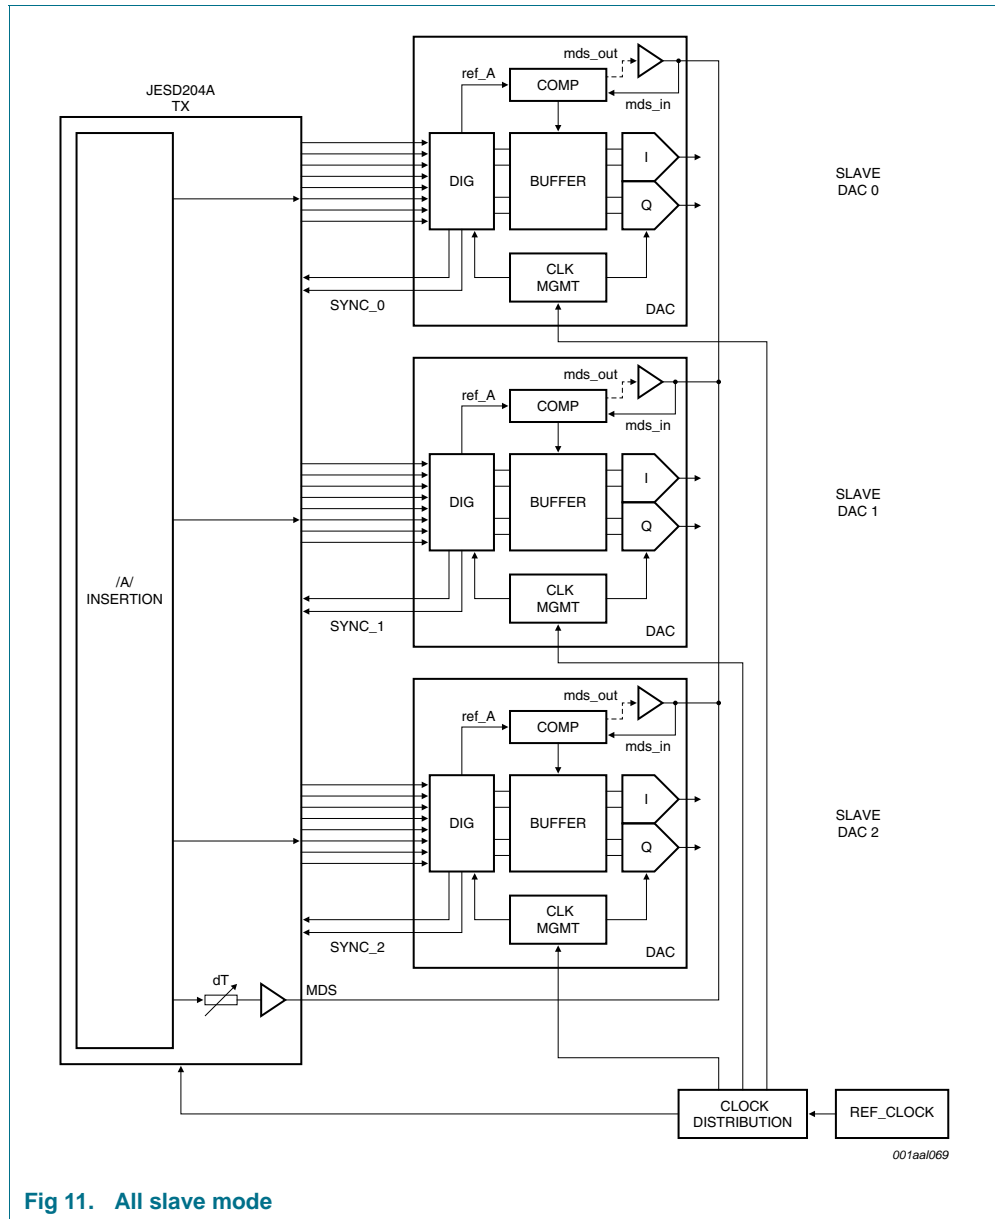 JESD204A
TX
/A/
INSERTION
mds_out
ref_A
COMP
mds_in
DIG
BUFFER
I
Q
SLAVE
DAC 0
CLK
MGMT
SYNC_0
DAC
mds_out
ref_A
COMP
mds_in
DIG
BUFFER
I
Q
SLAVE
DAC 1
CLK
MGMT
SYNC_1
DAC
mds_out
ref_A
COMP
mds_in
DIG
BUFFER
I
Q
SLAVE
DAC 2
CLK
MGMT
SYNC_2
DAC
dT
MDS
CLOCK
DISTRIBUTION
REF_CLOCK
001aal069
Fig 11. All slave mode